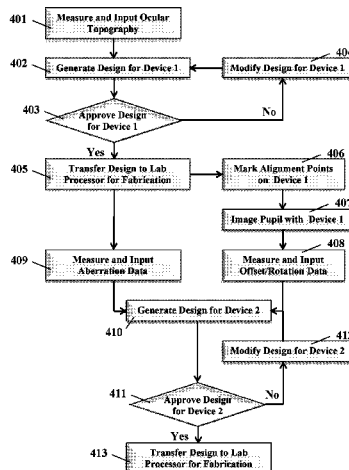 401
Measure and Input Ocular
Topography
402
Generate Design for Device 1
Modify Design for Device 1
403
Approve Design
for Device 1
No
Yes
405
Transfer Design to Lab
Processor for Fabrication
406
Mark Alignment Points
on Device 1
407
Image Pupil with Device 1
409
Measure and Input
Aberration Data
408
Measure and Input
Offset/Rotation Data
Generate Design for Device 2
410
Modify Design for Device 2
411
Approve Design
for Device 2
No
Yes
413
Transfer Design to Lab
Processor for Fabrication